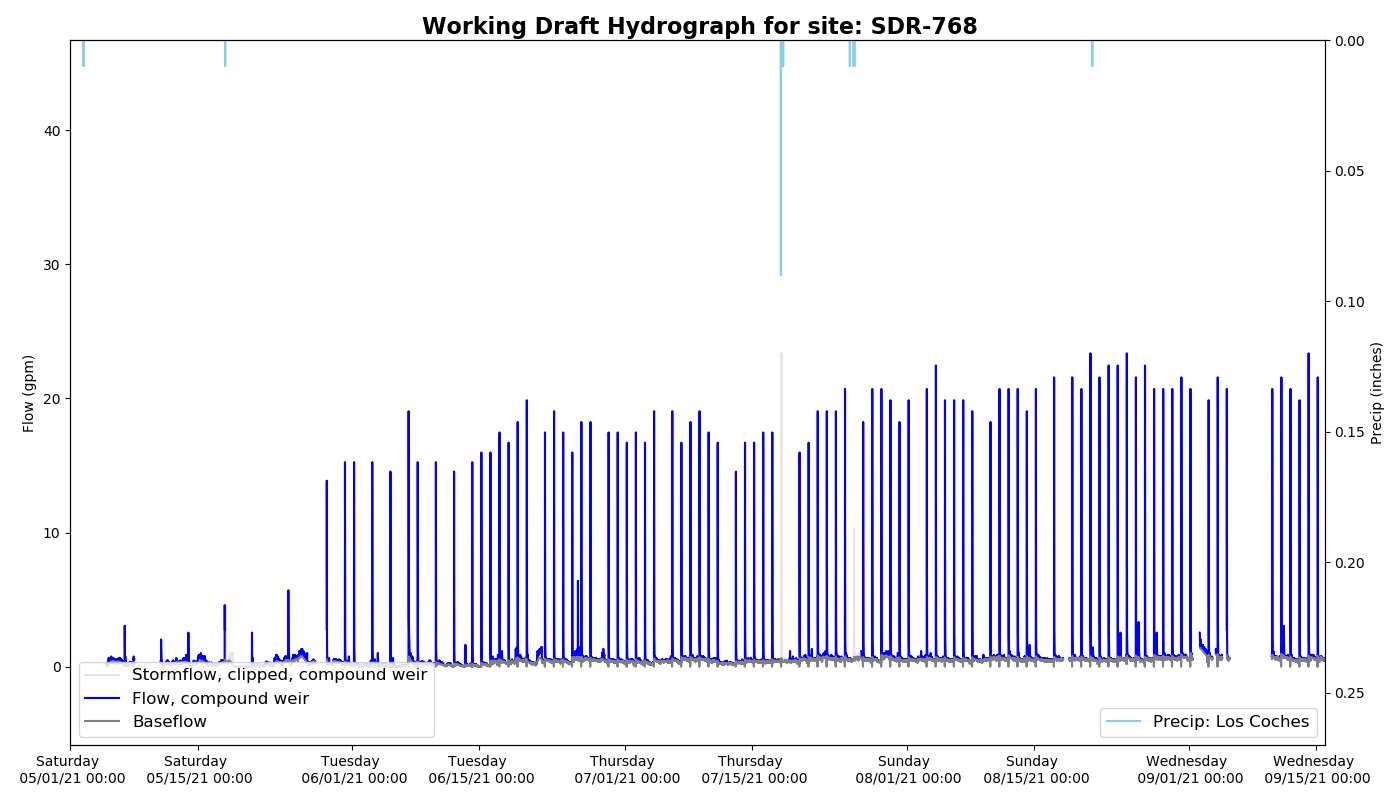 Working Draft Hydrograph for site: SDR-768
Flow (gpm)
40
30
20
10
0
0.00
0.05
0.10
0.15
0.20
0.25
Precip (inches)
Stormflow, clipped, compound weir
Flow, compound weir
Baseflow
Precip: Los Coches
Saturday
05/01/21 00:00
Saturday
05/15/21 00:00
Tuesday
06/01/21 00:00
Tuesday
06/15/21 00:00
Thursday
07/01/21 00:00
Thursday
07/15/21 00:00
Sunday
08/01/21 00:00
Sunday
08/15/21 00:00
Wednesday
09/01/21 00:00
Wednesday
09/15/21 00:00